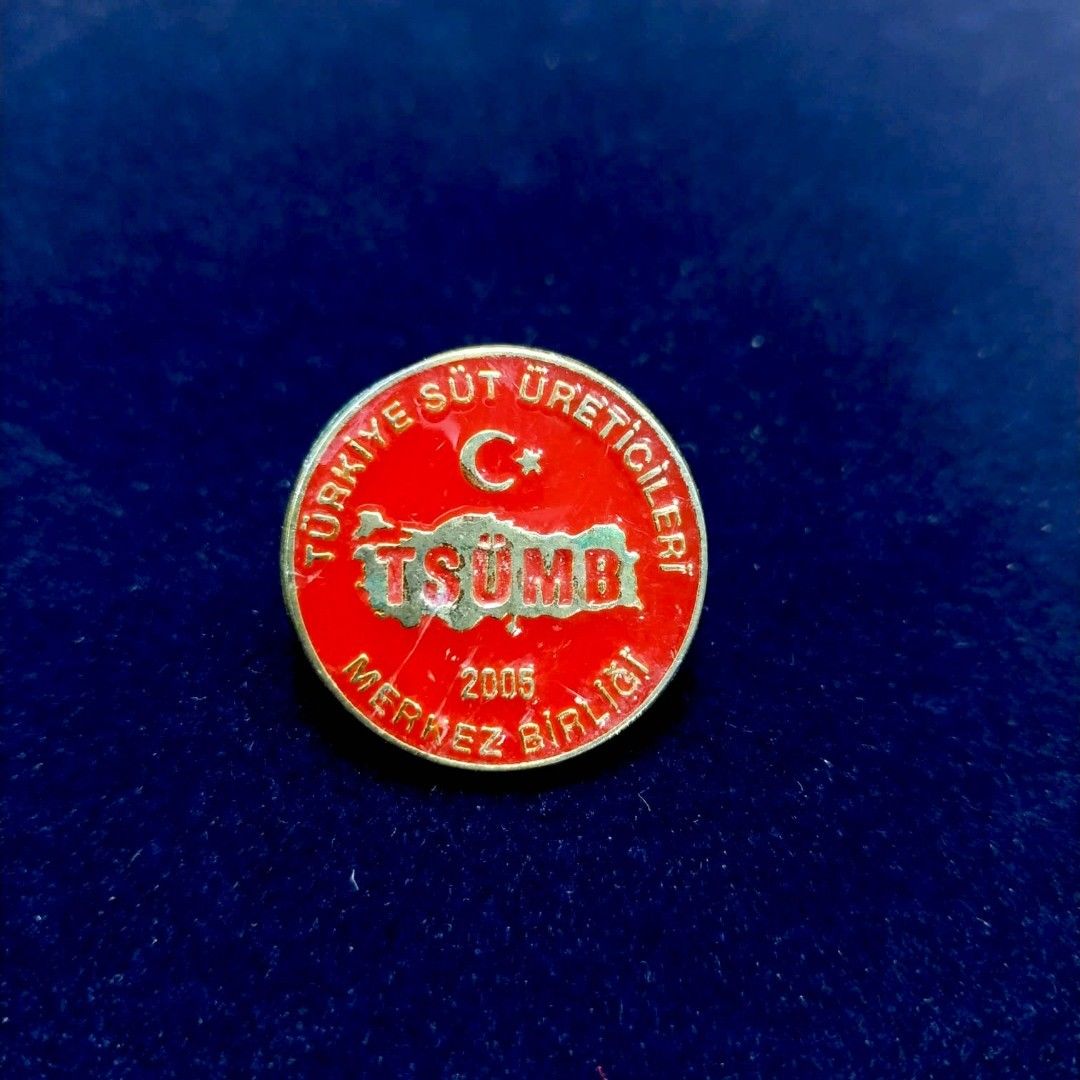 TÜRKİYE SÜT ÜRETİCİLERİ
TSÜMB
2005
MERKEZ BİRLİĞİ